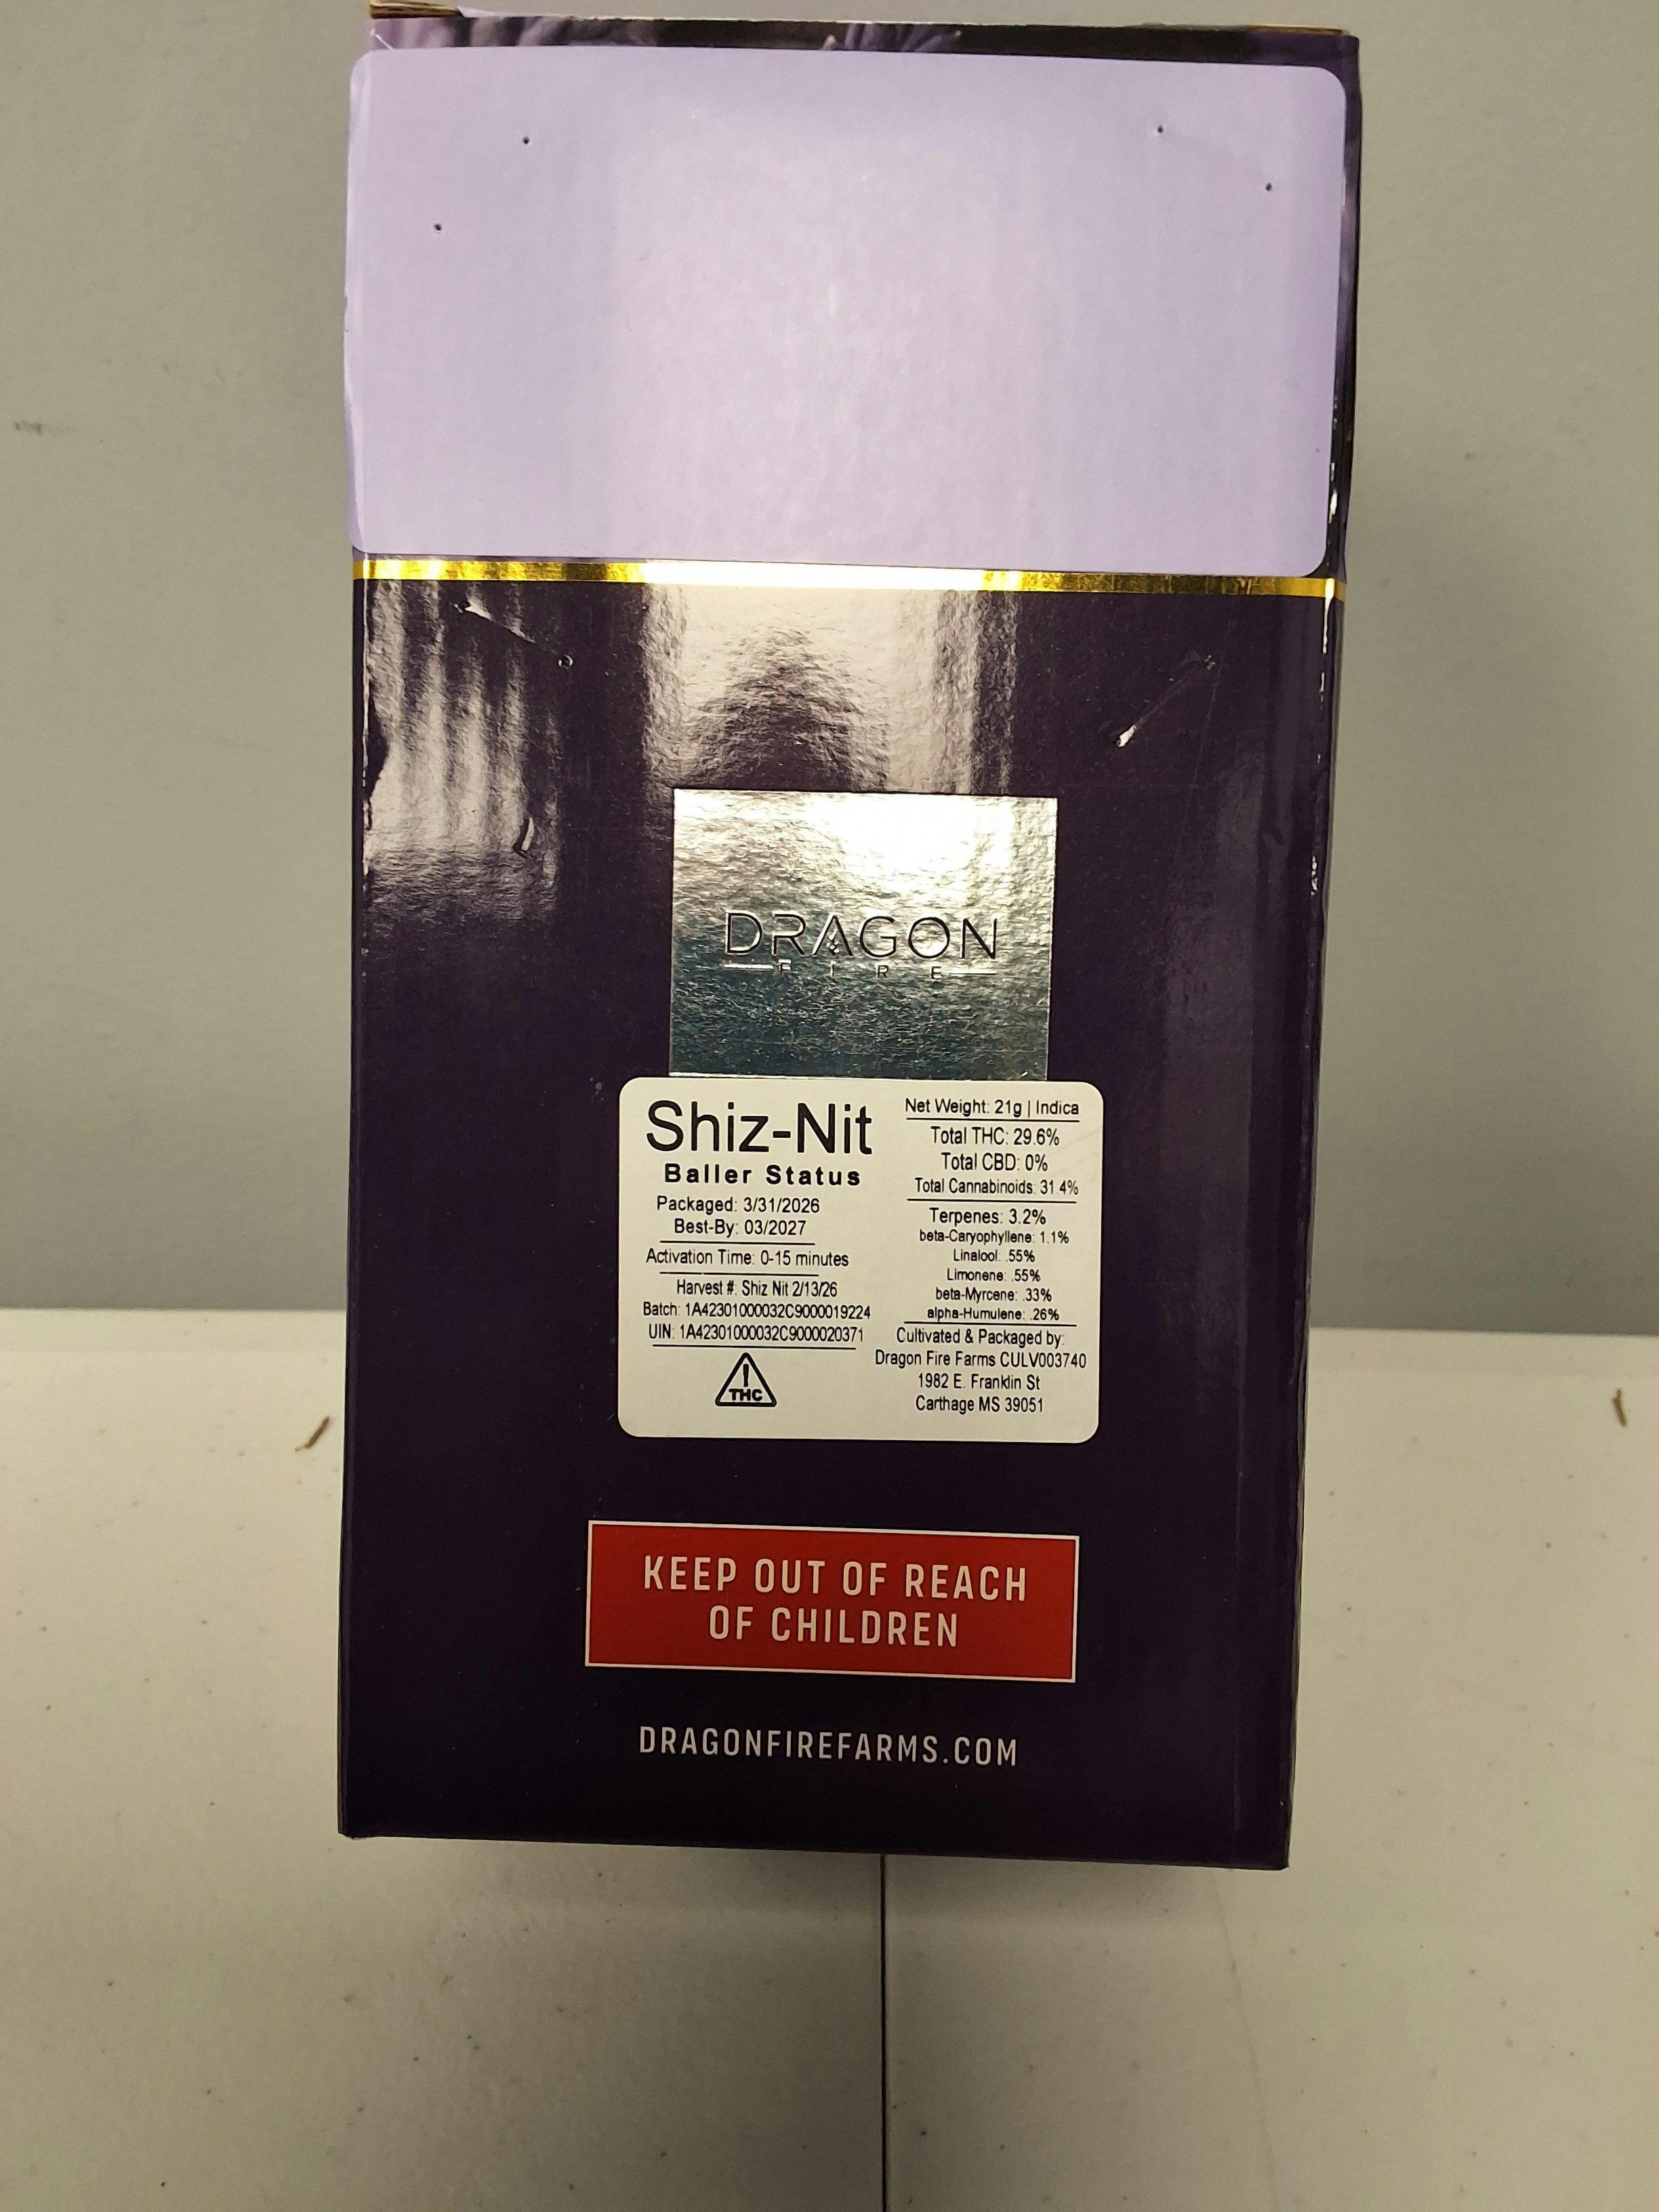 DRAGON
FIRE
Shiz-Nit
Baller Status
Packaged: 3/31/2026
Best-By: 03/2027
Activation Time: 0-15 minutes
Harvest #: Shiz Nit 2/13/26
Batch: 1A42301000032C9000019224
UIN: 1A42301000032C9000020371
!
THC
Net Weight: 21g | Indica
Total THC: 29.6%
Total CBD: 0%
Total Cannabinoids: 31.4%
Terpenes: 3.2%
beta-Caryophyllene: 1.1%
Linalool: .55%
Limonene: .55%
beta-Myrcene: .33%
alpha-Humulene: .26%
Cultivated & Packaged by:
Dragon Fire Farms CULV003740
1982 E. Franklin St
Carthage MS 39051
KEEP OUT OF REACH
OF CHILDREN
DRAGONFIREFARMS.COM